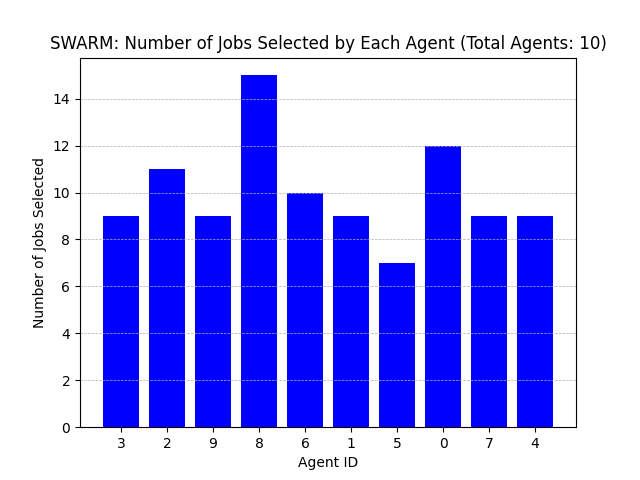 SWARM: Number of Jobs Selected by Each Agent (Total Agents: 10)
Number of Jobs Selected
14
12
10
8
6
4
2
0
3 2 9 8 6 1 5 0 7 4
Agent ID